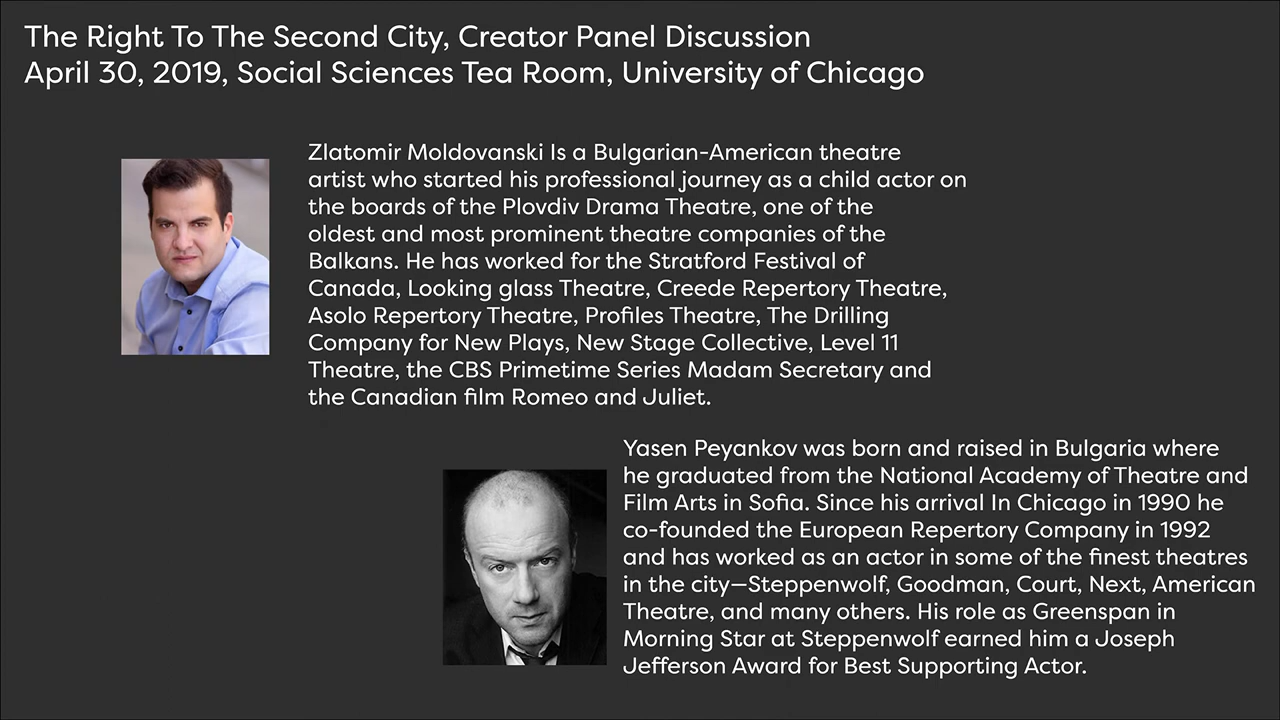 The Right To The Second City, Creator Panel Discussion
April 30, 2019, Social Sciences Tea Room, University of Chicago
Zlatomir Moldovanski Is a Bulgarian-American theatre
artist who started his professional journey as a child actor on
the boards of the Plovdiv Drama Theatre, one of the
oldest and most prominent theatre companies of the
Balkans. He has worked for the Stratford Festival of
Canada, Looking glass Theatre, Creede Repertory Theatre,
Asolo Repertory Theatre, Profiles Theatre, The Drilling
Company for New Plays, New Stage Collective, Level 11
Theatre, the CBS Primetime Series Madam Secretary and
the Canadian film Romeo and Juliet.
Yasen Peyankov was born and raised in Bulgaria where
he graduated from the National Academy of Theatre and
Film Arts in Sofia. Since his arrival In Chicago in 1990 he
co-founded the European Repertory Company in 1992
and has worked as an actor in some of the finest theatres
in the city—Steppenwolf, Goodman, Court, Next, American
Theatre, and many others. His role as Greenspan in
Morning Star at Steppenwolf earned him a Joseph
Jefferson Award for Best Supporting Actor.